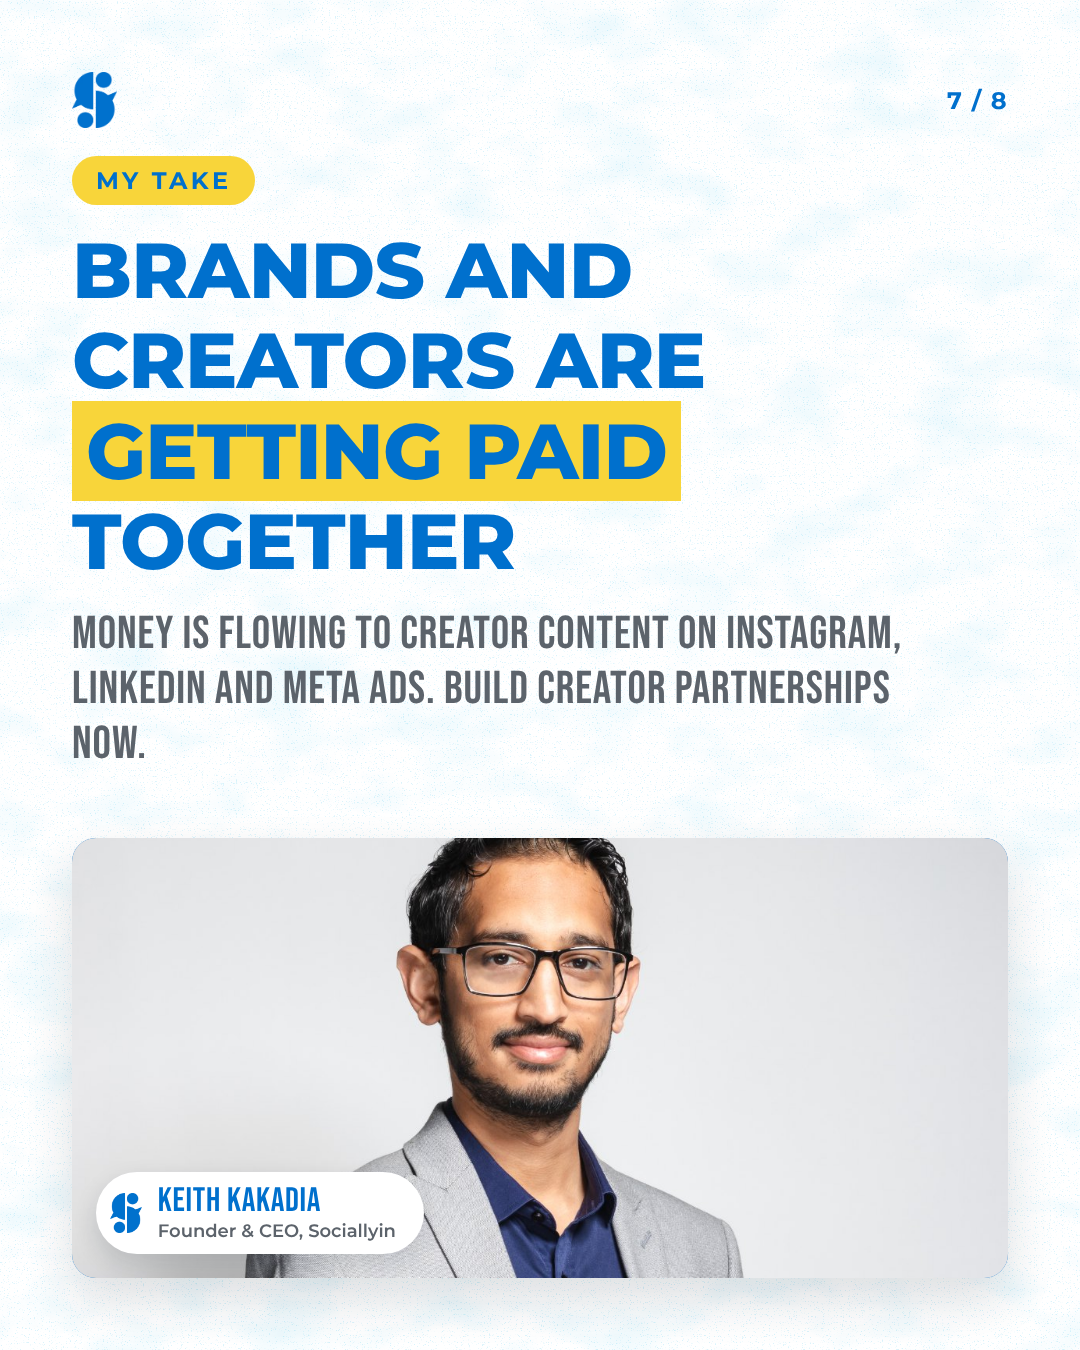 7 / 8
MY TAKE
BRANDS AND
CREATORS ARE
GETTING PAID
TOGETHER
MONEY IS FLOWING TO CREATOR CONTENT ON INSTAGRAM,
LINKEDIN AND META ADS. BUILD CREATOR PARTNERSHIPS
NOW.
KEITH KAKADIA
Founder & CEO, Sociallyin